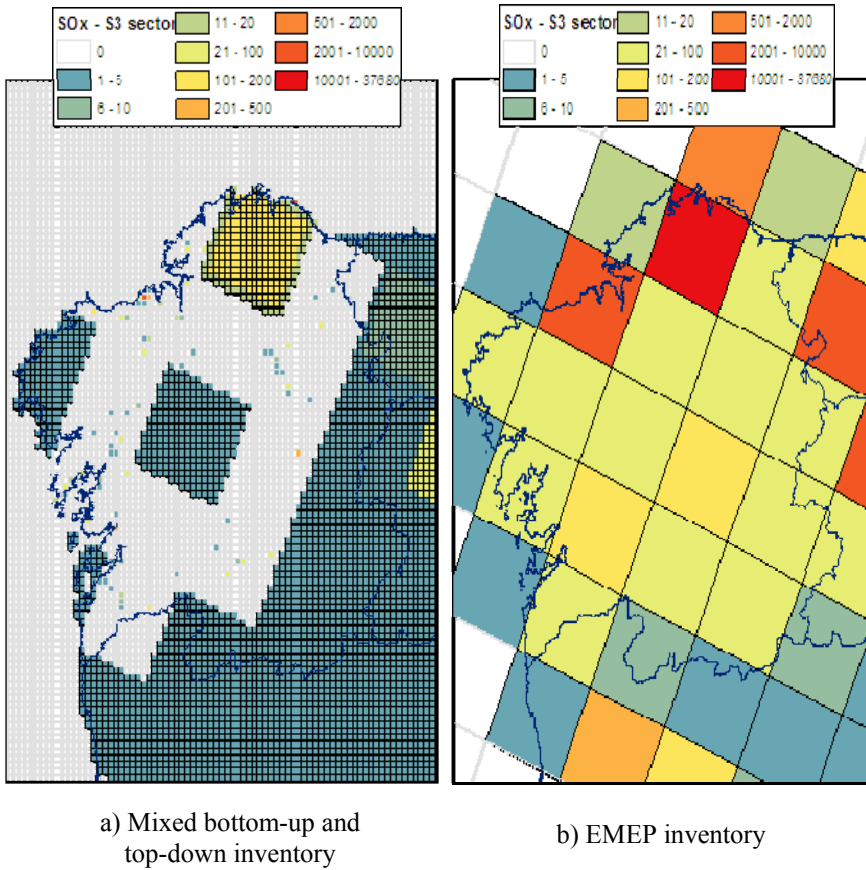 SOx - S3 sector
0
1 - 5
6 - 10
11 - 20
21 - 100
101 - 200
201 - 500
501 - 2000
2001 - 10000
10001 - 37680
SOx - S3 sector
0
1 - 5
6 - 10
11 - 20
21 - 100
101 - 200
201 - 500
501 - 2000
2001 - 10000
10001 - 37680
a) Mixed bottom-up and
top-down inventory
b) EMEP inventory